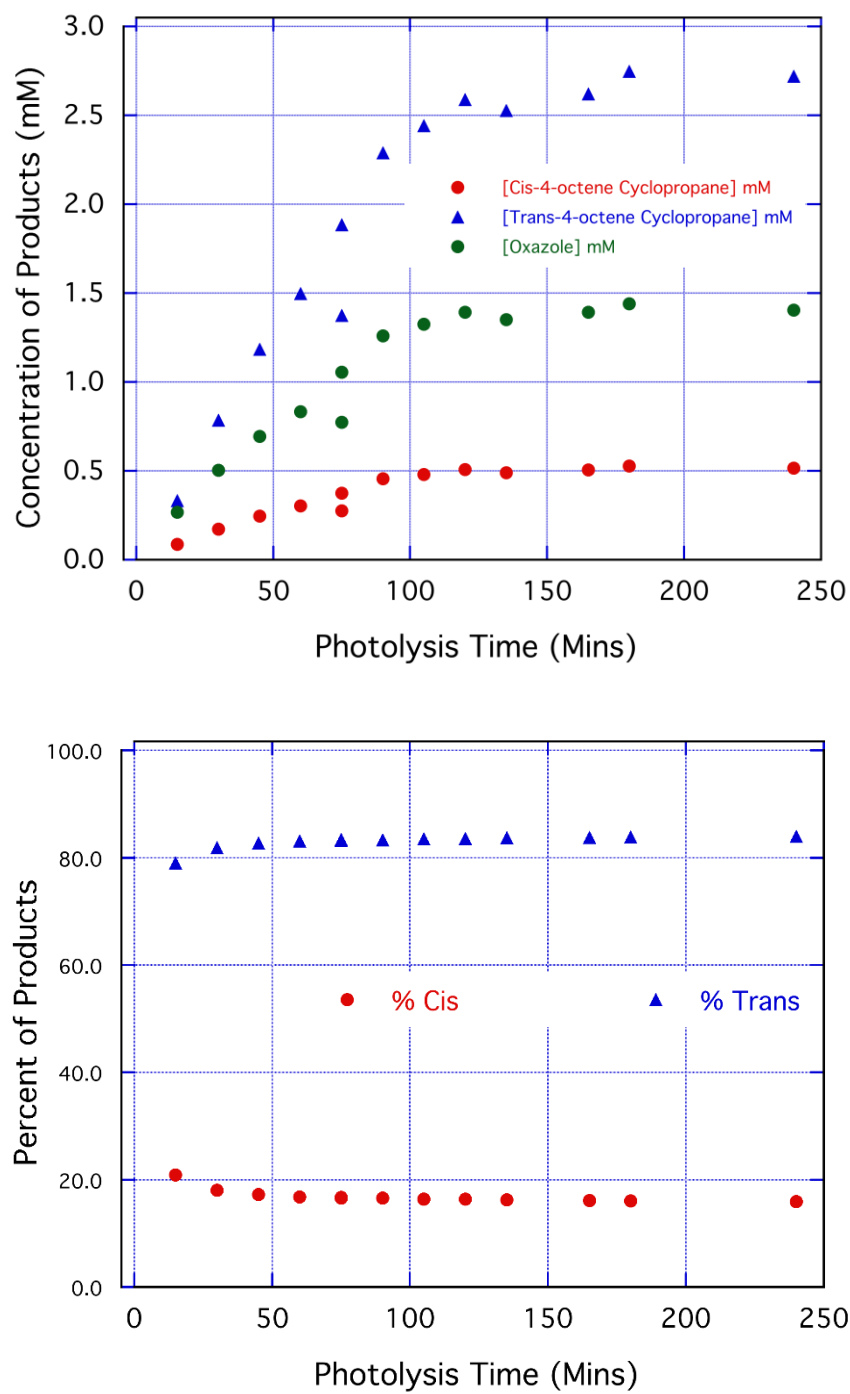 3.0
2.5
2.0
1.5
1.0
0.5
0.0
Concentration of Products (mM)
[Cis-4-octene Cyclopropane] mM
[Trans-4-octene Cyclopropane] mM
[Oxazole] mM
0 50 100 150 200 250
Photolysis Time (Mins)
100.0
80.0
60.0
40.0
20.0
0.0
Percent of Products
% Cis % Trans
0 50 100 150 200 250
Photolysis Time (Mins)